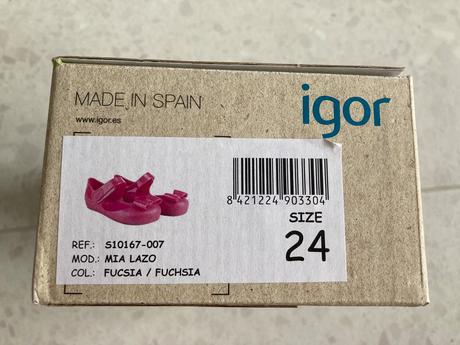 MADE IN SPAIN
www.igor.es
igor
8 421224 903304
SIZE
24
REF.: S10167-007
MOD.: MIA LAZO
COL.: FUCSIA / FUCHSIA